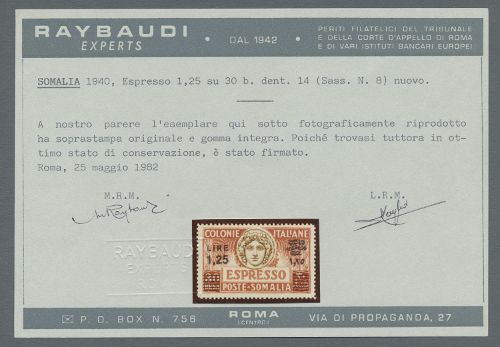 RAYBAUDI
EXPERTS
• DAL 1942 •
PERITI FILATELICI DEL TRIBUNALE
E DELLA CORTE D'APPELLO DI ROMA
E DI VARI ISTITUTI BANCARI EUROPEI
SOMALIA 1940, Espresso 1,25 su 30 b. dent. 14 (Sass. N. 8) nuovo.
A nostro parere l'esemplare qui sotto fotograficamente riprodotto
ha soprastampa originale e gomma integra. Poiché trovasi tuttora in ot-
timo stato di conservazione, è stato firmato.
Roma, 25 maggio 1982
M.R.M.
L.R.M.
COLONIE ITALIANE
LIRE
1,25
ESPRESSO
POSTE-SOMALIA
RAYBAUDI
EXPERTS
P. O. BOX N. 756
ROMA
(CENTRO)
VIA DI PROPAGANDA, 27